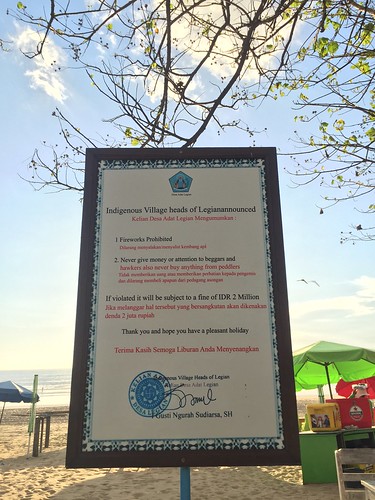 Indigenous Village heads of Legianannounced
Kelian Desa Adat Legian Mengumumkan :
1 Fireworks Prohibited
Dilarang menyalakan/menyulut kembang api
2. Never give money or attention to beggars and
hawkers also never buy anything from peddlers
Tidak memberikan uang atau memberikan perhatian kepada pengemis
dan dilarang membeli apapun dari pedagang asongan
If violated it will be subject to a fine of IDR 2 Million
Jika melanggar hal tersebut yang bersangkutan akan dikenakan
denda 2 juta rupiah
Thank you and hope you have a pleasant holiday
Terima Kasih Semoga Liburan Anda Menyenangkan
Indigenous Village Heads of Legian
Desa Adat Legian
I Gusti Ngurah Sudiarsa, SH